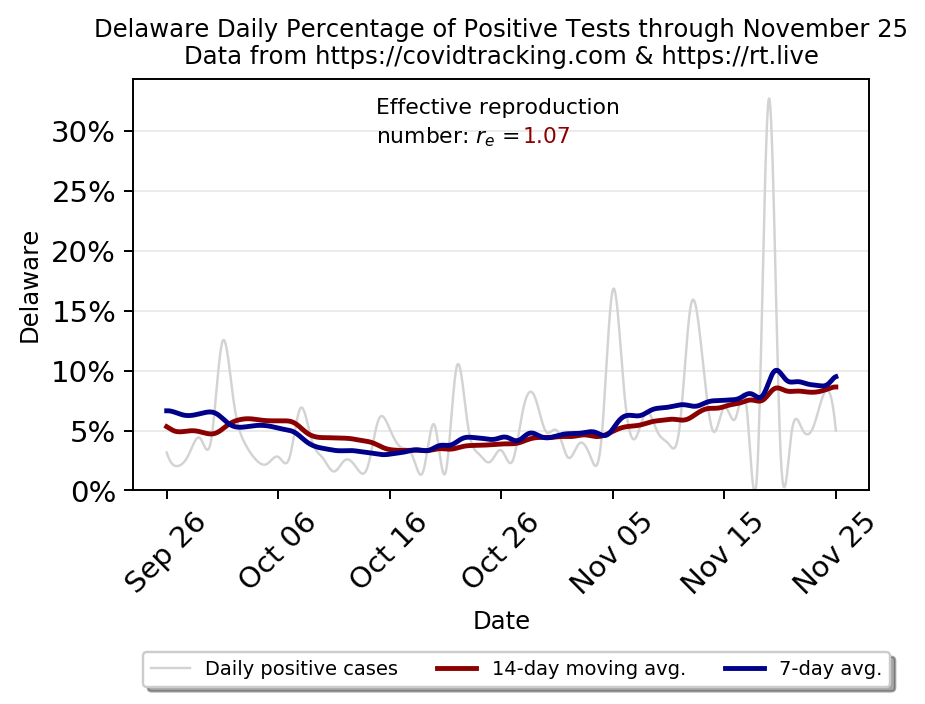 Delaware Daily Percentage of Positive Tests through November 25
Data from https://covidtracking.com & https://rt.live
Effective reproduction
number: rₑ =1.07
30%
25%
20%
15%
10%
5%
0%
Delaware
Sep 26
Oct 06
Oct 16
Oct 26
Nov 05
Nov 15
Nov 25
Date
Daily positive cases
14-day moving avg.
7-day avg.